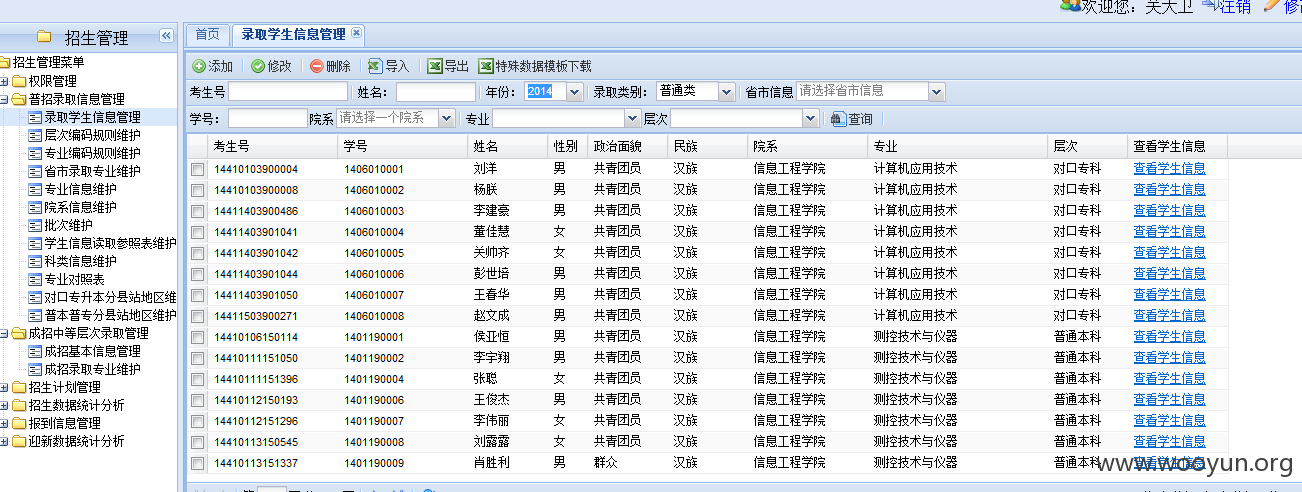 欢迎您: 关大卫 注销 修改
招生管理 «
首页 录取学生信息管理
招生管理菜单
权限管理
普招录取信息管理
录取学生信息管理
层次编码规则维护
专业编码规则维护
省市录取专业维护
专业信息维护
院系信息维护
批次维护
学生信息读取参照表维护
科类信息维护
专业对照表
对口专升本分县站地区维
普本普专分县站地区维护
成招中等层次录取管理
成招基本信息管理
成招录取专业维护
招生计划管理
招生数据统计分析
报到信息管理
迎新数据统计分析
添加 修改 删除 导入 导出 特殊数据模板下载
考生号 姓名: 年份: 2014 录取类别: 普通类 省市信息 请选择省市信息
学号: 院系 请选择一个院系 专业 层次 查询
考生号 学号 姓名 性别 政治面貌 民族 院系 专业 层次 查看学生信息
14410103900004 1406010001 刘洋 男 共青团员 汉族 信息工程学院 计算机应用技术 对口专科 查看学生信息
14410103900008 1406010002 杨朕 男 共青团员 汉族 信息工程学院 计算机应用技术 对口专科 查看学生信息
14411403900486 1406010003 李建豪 男 共青团员 汉族 信息工程学院 计算机应用技术 对口专科 查看学生信息
14411403901041 1406010004 董佳慧 女 共青团员 汉族 信息工程学院 计算机应用技术 对口专科 查看学生信息
14411403901042 1406010005 关帅齐 女 共青团员 汉族 信息工程学院 计算机应用技术 对口专科 查看学生信息
14411403901044 1406010006 彭世培 男 共青团员 汉族 信息工程学院 计算机应用技术 对口专科 查看学生信息
14411403901050 1406010007 王春华 男 共青团员 汉族 信息工程学院 计算机应用技术 对口专科 查看学生信息
14411503900271 1406010008 赵文成 男 共青团员 汉族 信息工程学院 计算机应用技术 对口专科 查看学生信息
14410106150114 1401190001 侯亚恒 男 共青团员 汉族 信息工程学院 测控技术与仪器 普通本科 查看学生信息
14410111151050 1401190002 李宇翔 男 共青团员 汉族 信息工程学院 测控技术与仪器 普通本科 查看学生信息
14410111151396 1401190004 张聪 女 共青团员 汉族 信息工程学院 测控技术与仪器 普通本科 查看学生信息
14410112150193 1401190006 王俊杰 男 共青团员 汉族 信息工程学院 测控技术与仪器 普通本科 查看学生信息
14410112151296 1401190007 李伟丽 女 共青团员 汉族 信息工程学院 测控技术与仪器 普通本科 查看学生信息
14410113150545 1401190008 刘露露 女 共青团员 汉族 信息工程学院 测控技术与仪器 普通本科 查看学生信息
14410113151337 1401190009 肖胜利 男 群众 汉族 信息工程学院 测控技术与仪器 普通本科 查看学生信息
www.wooyun.org